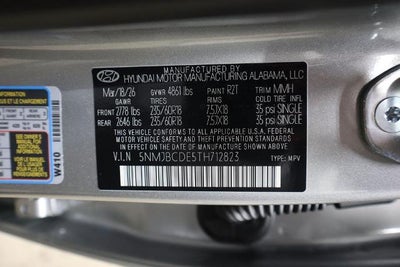 HYUNDAI MOTOR MANUFACTURING ALABAMA, LLC
Mar/18/26 GVWR 4861 lbs PAINT R2T TRIM MMH
GAWR TIRES RIMS COLD TIRE INFL.
FRONT 2778 lbs 235/60R18 7.5JX18 35 psi SINGLE
REAR 2646 lbs 235/60R18 7.5JX18 35 psi SINGLE
THIS VEHICLE CONFORMS TO ALL APPLICABLE U.S.A. FEDERAL
MOTOR VEHICLE SAFETY AND THEFT PREVENTION STANDARDS
IN EFFECT ON THE DATE OF MANUFACTURE SHOWN ABOVE.
V.I.N 5NMJBCDE5TH712823 TYPE: MPV
W410